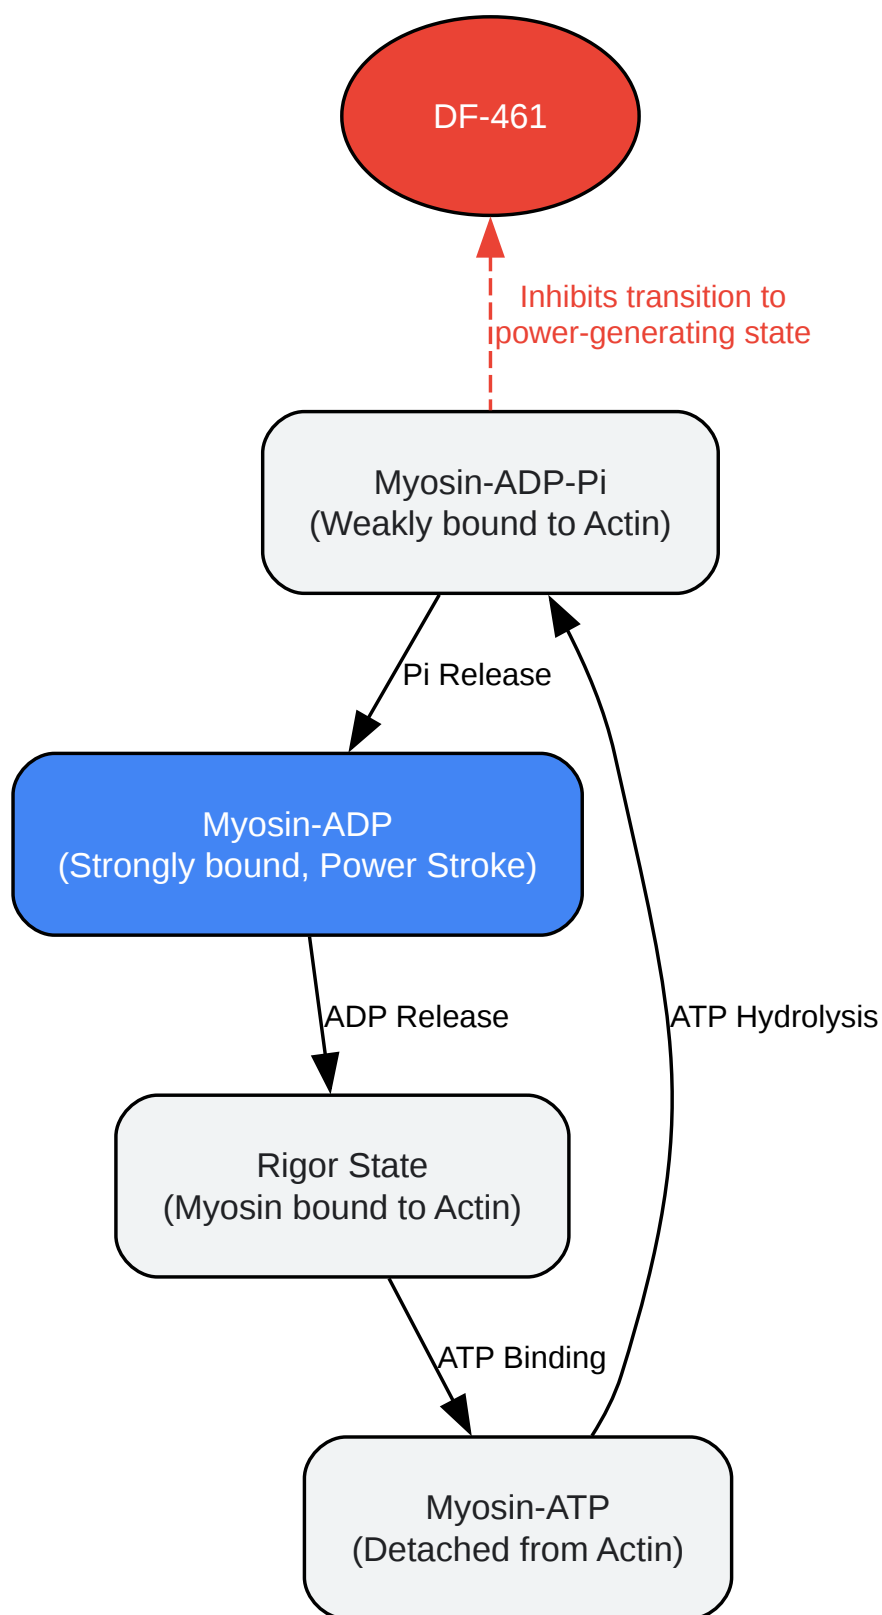 DF-461
Inhibits transition to
power-generating state
Myosin-ADP-Pi
(Weakly bound to Actin)
Pi Release
Myosin-ADP
(Strongly bound, Power Stroke)
ADP Release
ATP Hydrolysis
Rigor State
(Myosin bound to Actin)
ATP Binding
Myosin-ATP
(Detached from Actin)